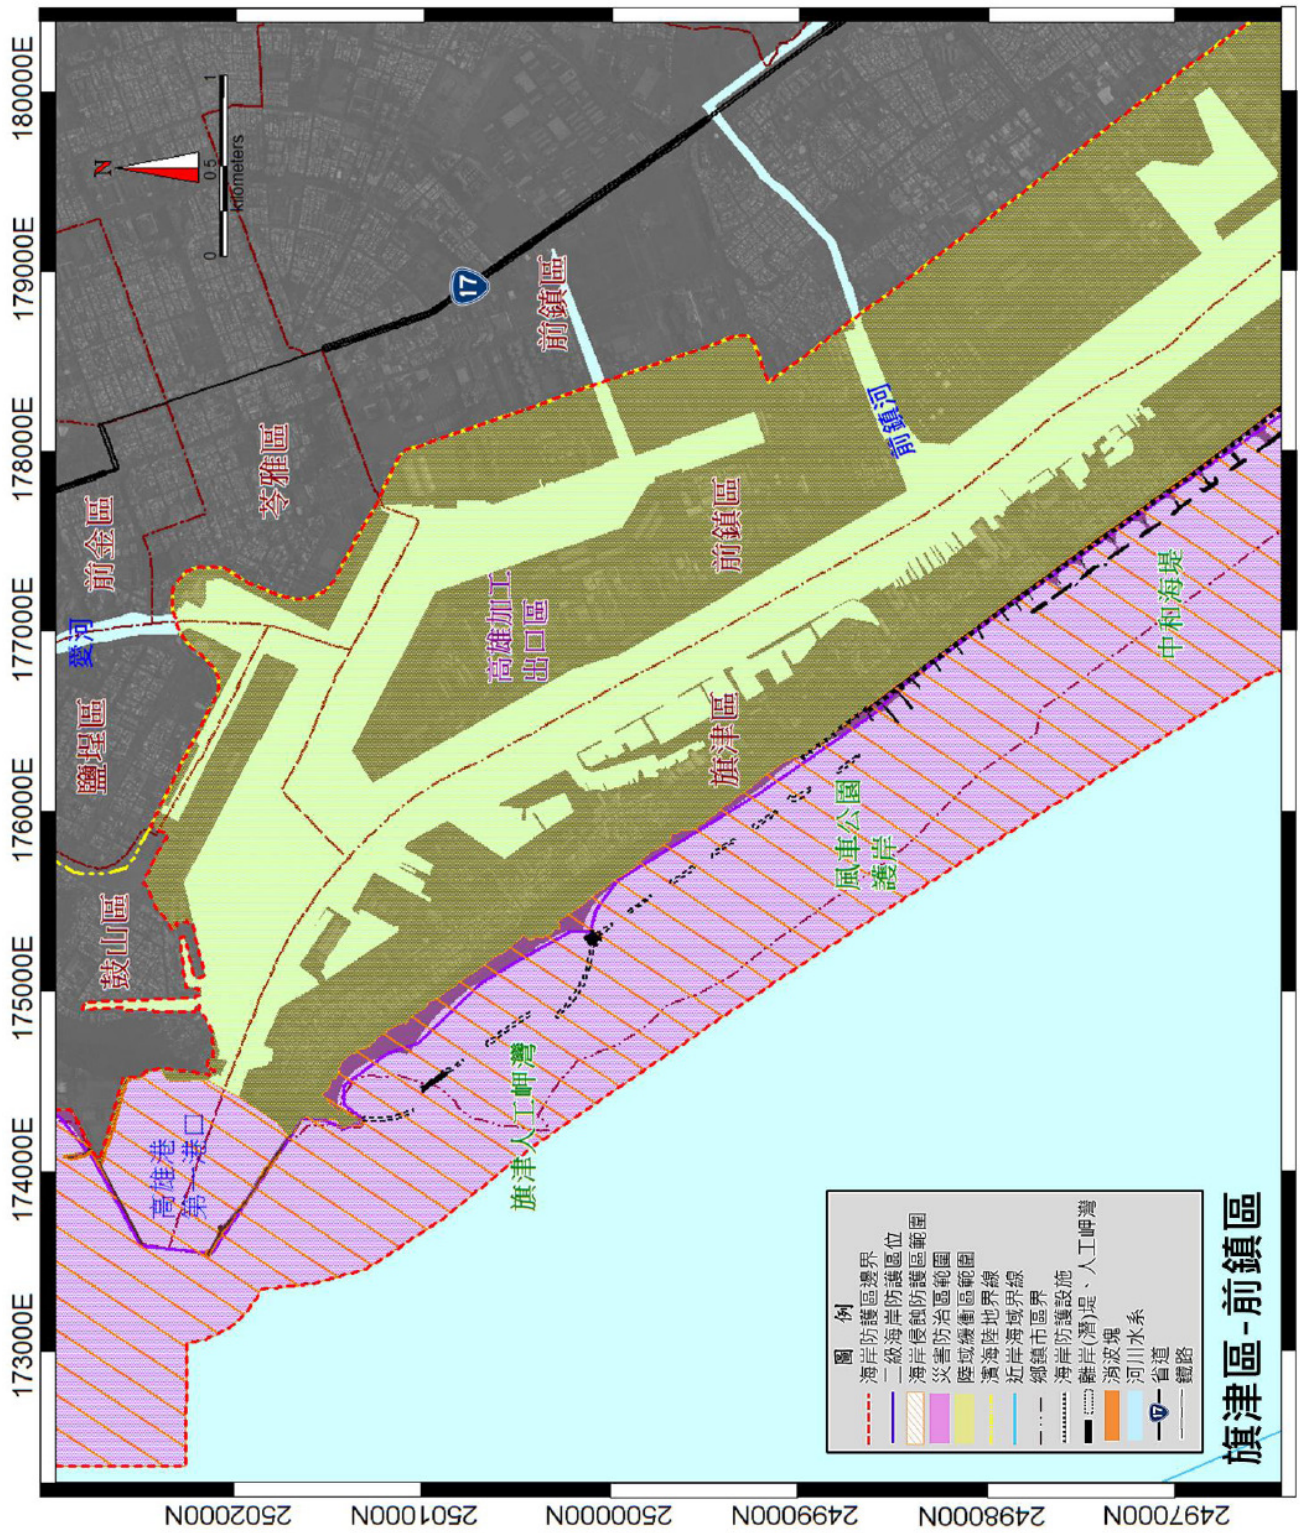 173000E
174000E
175000E
176000E
177000E
178000E
179000E
180000E
2502000N
2501000N
2500000N
2499000N
2498000N
2497000N
N
0
0.5
1
kilometers
鼓山區
鹽埕區
愛河
前金區
苓雅區
17
前鎮區
高雄港
第一港口
高雄加工
出口區
前鎮區
前鎮河
旗津區
旗津人工岬灣
風車公園
護岸
中和海堤
圖 例
海岸防護區邊界
二級海岸防護區位
海岸侵蝕防護區範圍
災害防治區範圍
陸域緩衝區範圍
濱海陸地界線
近岸海域界線
鄉鎮市區界
海岸防護設施
離岸(潛)堤、人工岬灣
消波塊
河川水系
17
省道
鐵路
旗津區-前鎮區